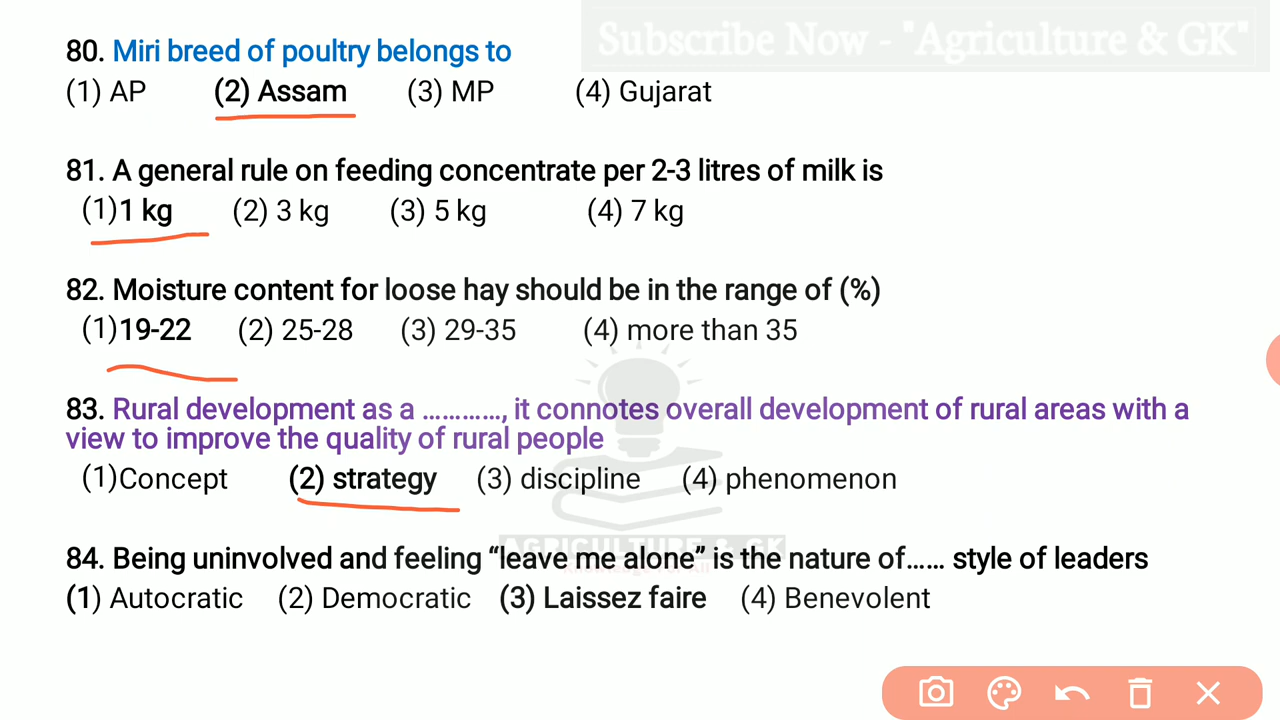 Subscribe Now - "Agriculture & GK"
80. Miri breed of poultry belongs to
(1) AP (2) Assam (3) MP (4) Gujarat
81. A general rule on feeding concentrate per 2-3 litres of milk is
(1)1 kg (2) 3 kg (3) 5 kg (4) 7 kg
82. Moisture content for loose hay should be in the range of (%)
(1)19-22 (2) 25-28 (3) 29-35 (4) more than 35
83. Rural development as a ............, it connotes overall development of rural areas with a
view to improve the quality of rural people
(1)Concept (2) strategy (3) discipline (4) phenomenon
AGRICULTURE & GK
84. Being uninvolved and feeling “leave me alone” is the nature of...... style of leaders
(1) Autocratic (2) Democratic (3) Laissez faire (4) Benevolent